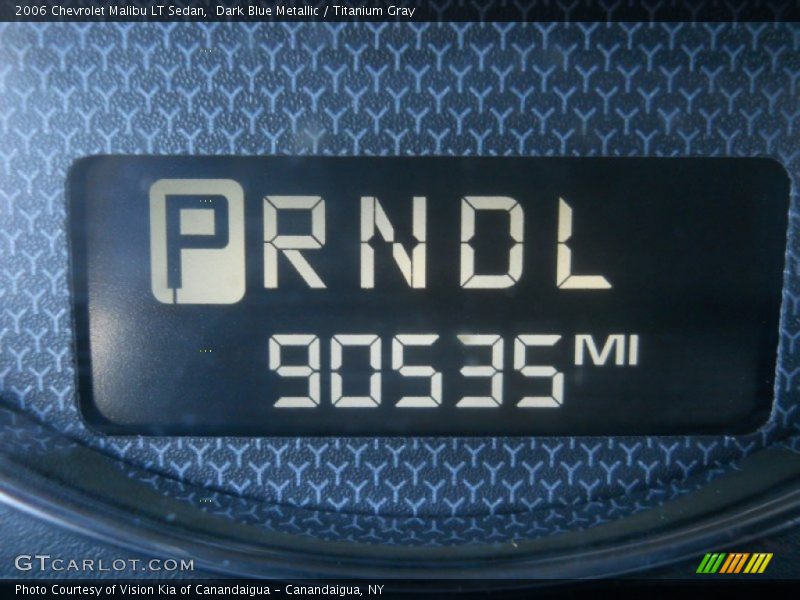 2006 Chevrolet Malibu LT Sedan,  Dark Blue Metallic / Titanium Gray
P R N D L
90535 MI
GTCARLOT.COM
Photo Courtesy of Vision Kia of Canandaigua - Canandaigua, NY